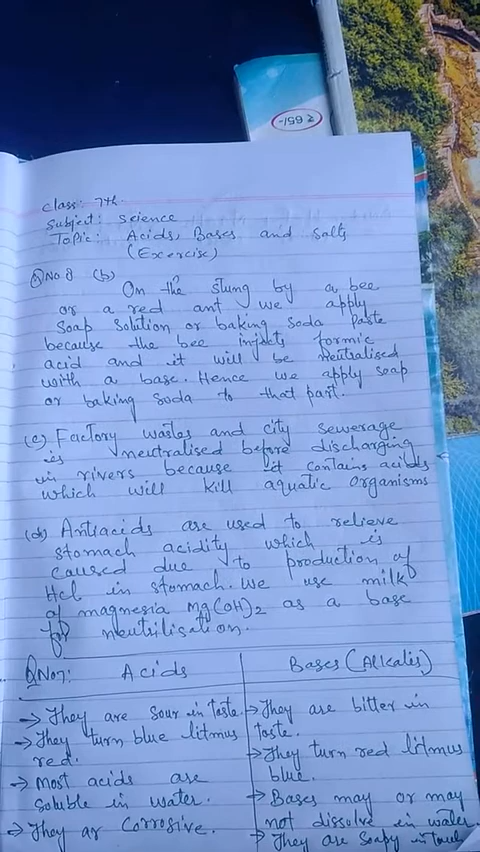 ₹ 65/-
Class: 7th.
Subject: Science
Topic: Acids, Bases and Salts
(Exercise)
QNo 8 (b)
On the stung by a bee
or a red ant we apply
Soap Solution or baking Soda Paste
because the bee injets formic
acid and it will be neutralised
with a base. Hence we apply soap
or baking Soda to that part.
(c) Factory wastes and city sewerage
is neutralised before discharging
in rivers because it contains acids
which will kill aquatic organisms
(d) Antiacids are used to relieve
stomach acidity which is
caused due to production of
Hcl in stomach. We use milk
of magnesia Mg(OH)2 as a base
for neutrilisation.
QNo7: Acids
→ They are Sour in taste.
→ They turn blue litmus
red.
→ Most acids are
soluble in water.
→ They ar Corrosive.
Bases (Alkalis)
→ They are bitter in
taste.
→ They turn red litmus
blue.
→ Bases may or may
not dissolve in water.
→ They are Soapy in touch